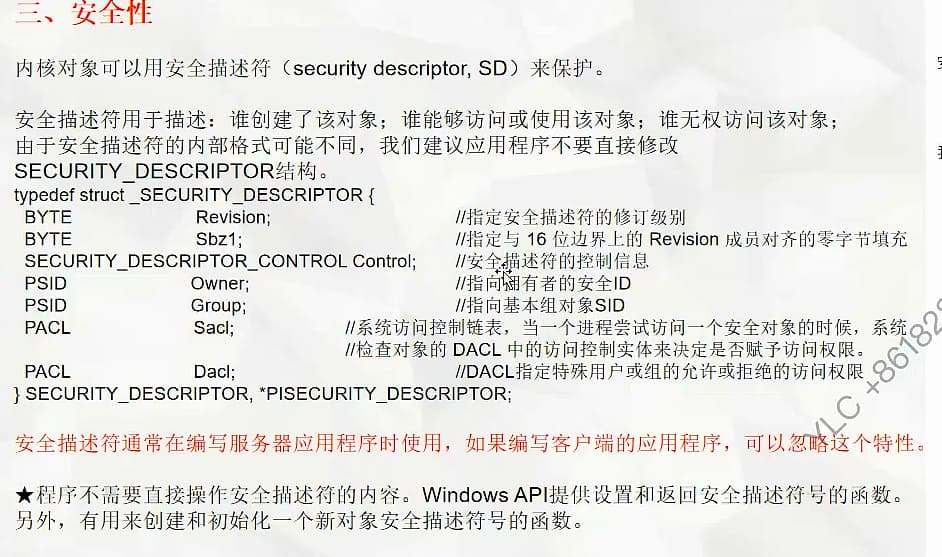 三、安全性
内核对象可以用安全描述符（security descriptor, SD）来保护。
安全描述符用于描述：谁创建了该对象；谁能够访问或使用该对象；谁无权访问该对象；
由于安全描述符的内部格式可能不同，我们建议应用程序不要直接修改
SECURITY_DESCRIPTOR结构。
typedef struct _SECURITY_DESCRIPTOR {
BYTE Revision; //指定安全描述符的修订级别
BYTE Sbz1; //指定与 16 位边界上的 Revision 成员对齐的零字节填充
SECURITY_DESCRIPTOR_CONTROL Control; //安全描述符的控制信息
PSID Owner; //指向拥有者的安全ID
PSID Group; //指向基本组对象SID
PACL Sacl; //系统访问控制链表，当一个进程尝试访问一个安全对象的时候，系统
//检查对象的 DACL 中的访问控制实体来决定是否赋予访问权限。
PACL Dacl; //DACL指定特殊用户或组的允许或拒绝的访问权限
} SECURITY_DESCRIPTOR, *PISECURITY_DESCRIPTOR;
安全描述符通常在编写服务器应用程序时使用，如果编写客户端的应用程序，可以忽略这个特性。
★程序不需要直接操作安全描述符的内容。Windows API提供设置和返回安全描述符号的函数。
另外，有用来创建和初始化一个新对象安全描述符号的函数。